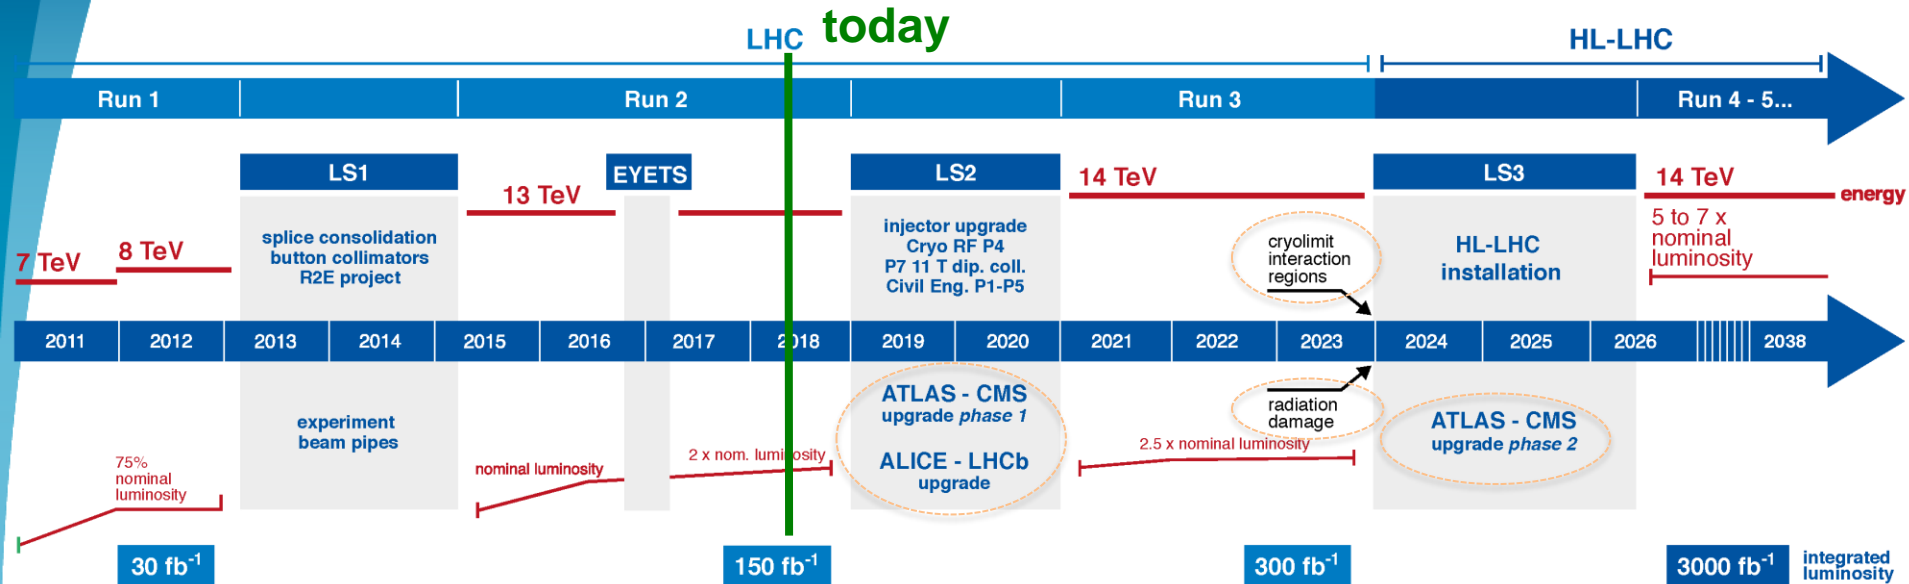 LHC today HL-LHC
Run 1 Run 2 Run 3 Run 4 - 5...
LS1 EYETS LS2 LS3
13 TeV
14 TeV
14 TeV
energy
7 TeV
8 TeV
splice consolidation
button collimators
R2E project
injector upgrade
Cryo RF P4
P7 11 T dip. coll.
Civil Eng. P1-P5
cryolimit
interaction
regions
HL-LHC
installation
5 to 7 x
nominal
luminosity
2011 2012 2013 2014 2015 2016 2017 2018 2019 2020 2021 2022 2023 2024 2025 2026 2038
experiment
beam pipes
75%
nominal
luminosity
nominal luminosity
2 x nom. luminosity
ATLAS - CMS
upgrade phase 1
ALICE - LHCb
upgrade
2.5 x nominal luminosity
radiation
damage
ATLAS - CMS
upgrade phase 2
30 fb-1 150 fb-1 300 fb-1 3000 fb-1
integrated
luminosity